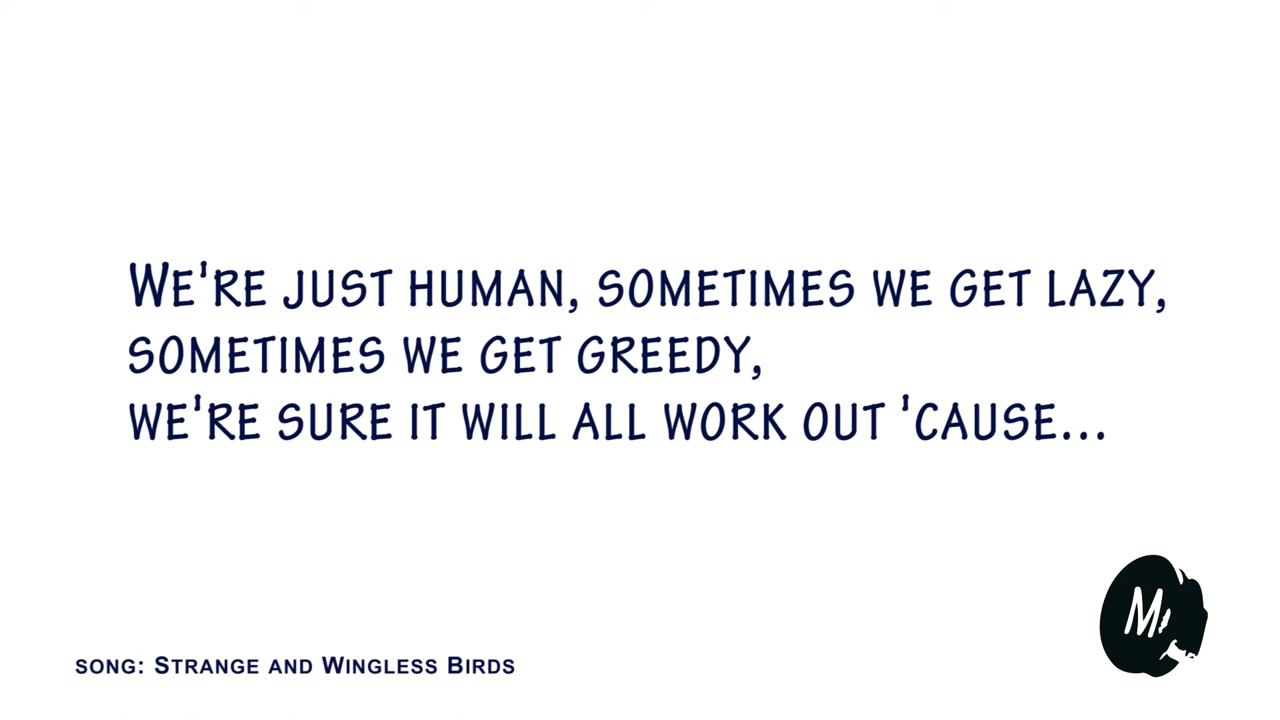 We're just human, sometimes we get lazy,
sometimes we get greedy,
we're sure it will all work out 'cause...
M
song: Strange and Wingless Birds